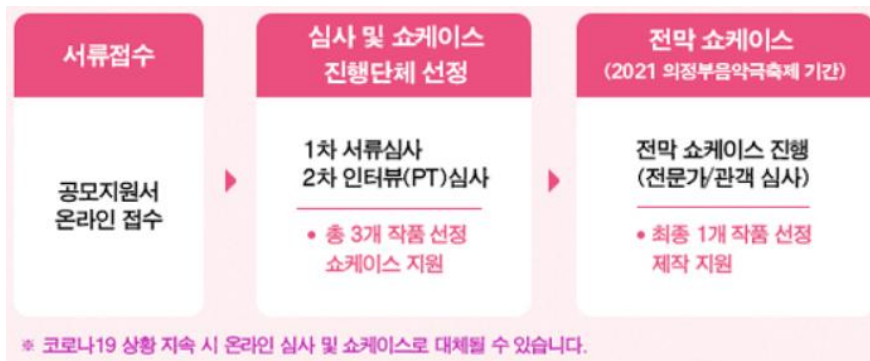 서류접수
공모지원서
온라인 접수
심사 및 쇼케이스
진행단체 선정
1차 서류심사
2차 인터뷰(PT)심사
• 총 3개 작품 선정
쇼케이스 지원
전막 쇼케이스
(2021 의정부음악극축제 기간)
전막 쇼케이스 진행
(전문가/관객 심사)
• 최종 1개 작품 선정
제작 지원
※ 코로나19 상황 지속 시 온라인 심사 및 쇼케이스로 대체될 수 있습니다.